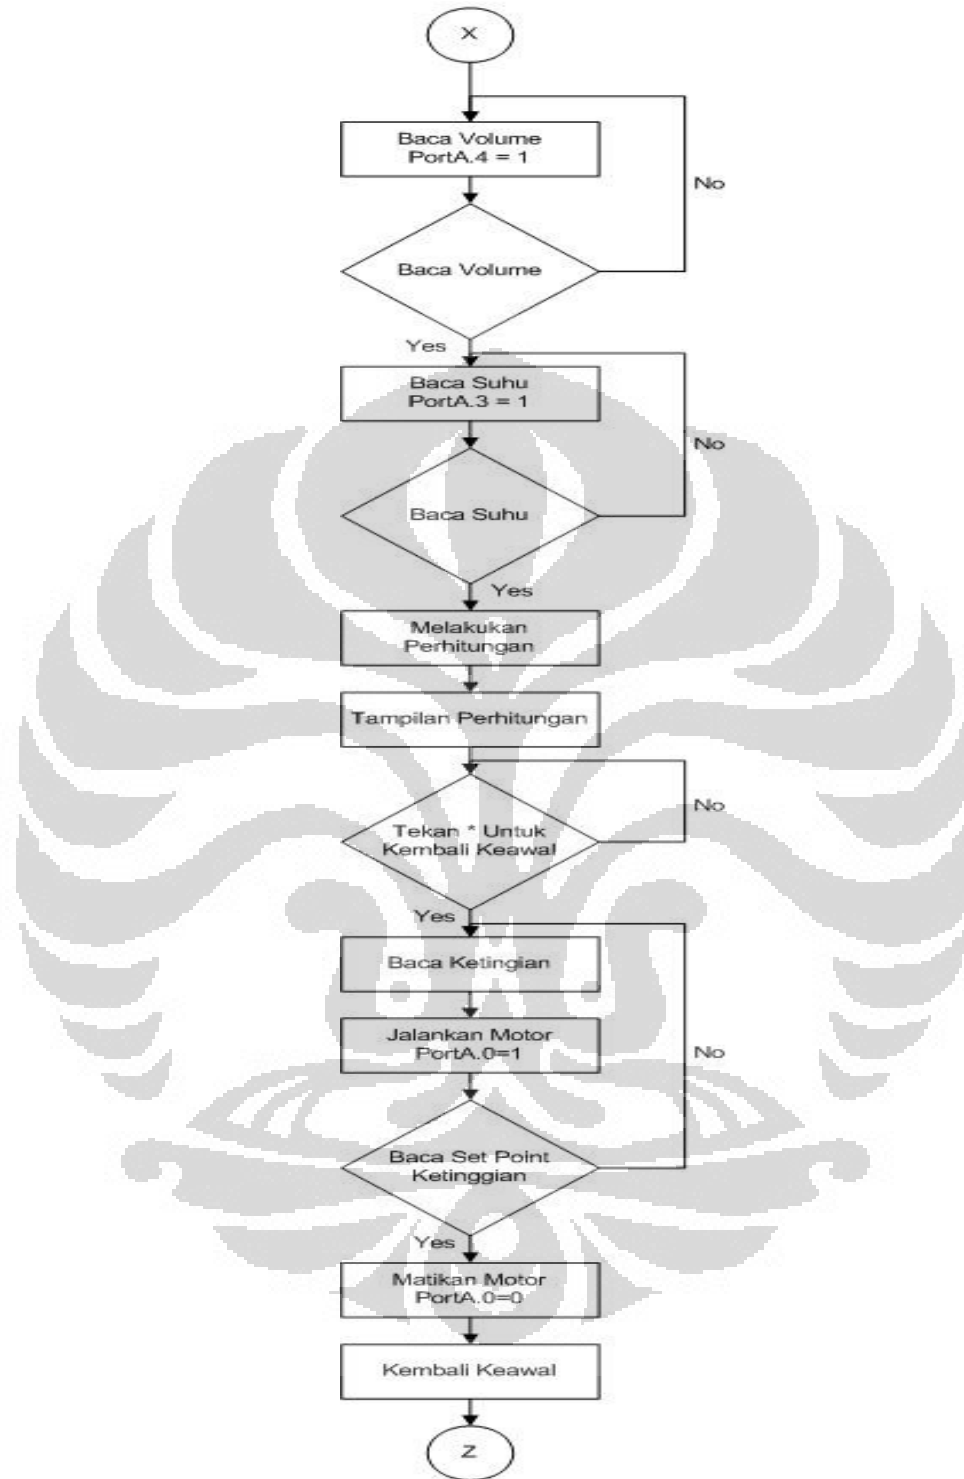 X
Baca Volume
PortA.4 = 1
No
Baca Volume
Yes
Baca Suhu
PortA.3 = 1
No
Baca Suhu
Yes
Melakukan
Perhitungan
Tampilan Perhitungan
No
Tekan * Untuk
Kembali Keawal
Yes
Baca Ketingian
Jalankan Motor
PortA.0=1
No
Baca Set Point
Ketinggian
Yes
Matikan Motor
PortA.0=0
Kembali Keawal
Z